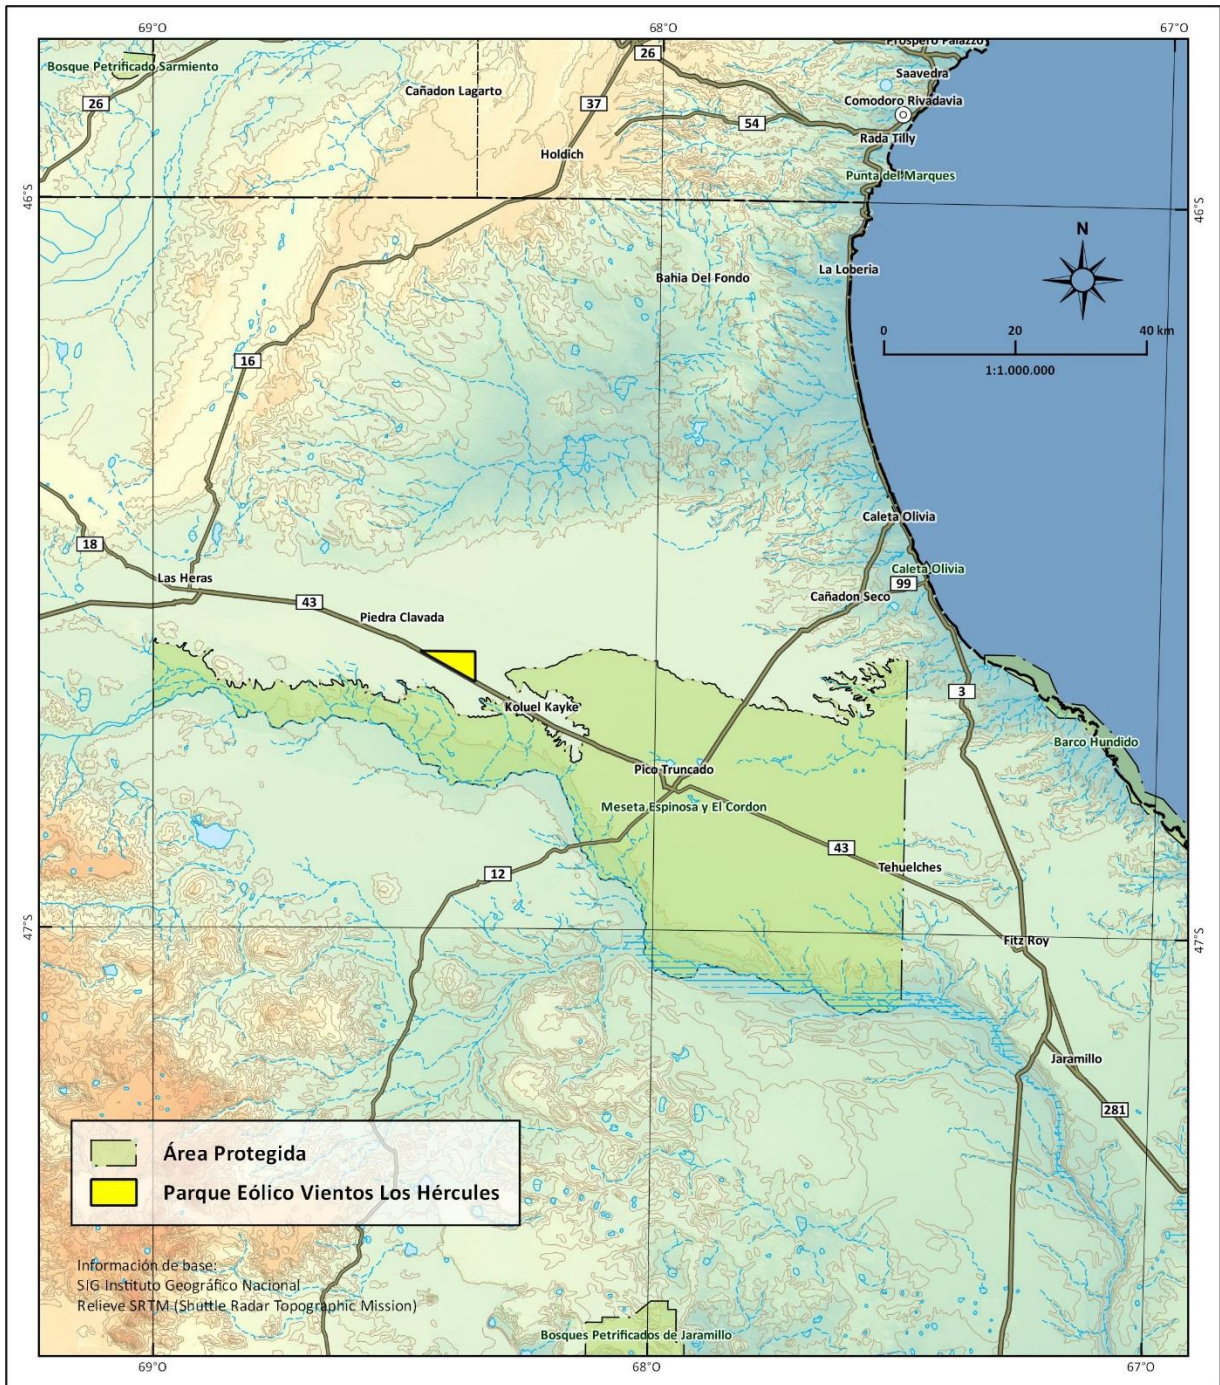 69°O
68°O
67°O
Prospero Palazzo
26
Bosque Petrificado Sarmiento
Saavedra
Cañadon Lagarto
26
37
Comodoro Rivadavia
54
Rada Tilly
Holdich
Punta del Marques
46°S
46°S
N
La Loberia
Bahia Del Fondo
0 20 40 km
16
1:1.000.000
Caleta Olivia
18
Caleta Olivia
Las Heras
99
Cañadon Seco
43
Piedra Clavada
3
Koluel Kayke
Barco Hundido
Pico Truncado
Meseta Espinosa y El Cordon
43
Tehuelches
12
47°S
47°S
Fitz Roy
Jaramillo
281
Área Protegida
Parque Eólico Vientos Los Hércules
Información de base:
SIG Instituto Geográfico Nacional
Relieve SRTM (Shuttle Radar Topographic Mission)
Bosques Petrificados de Jaramillo
69°O
68°O
67°O